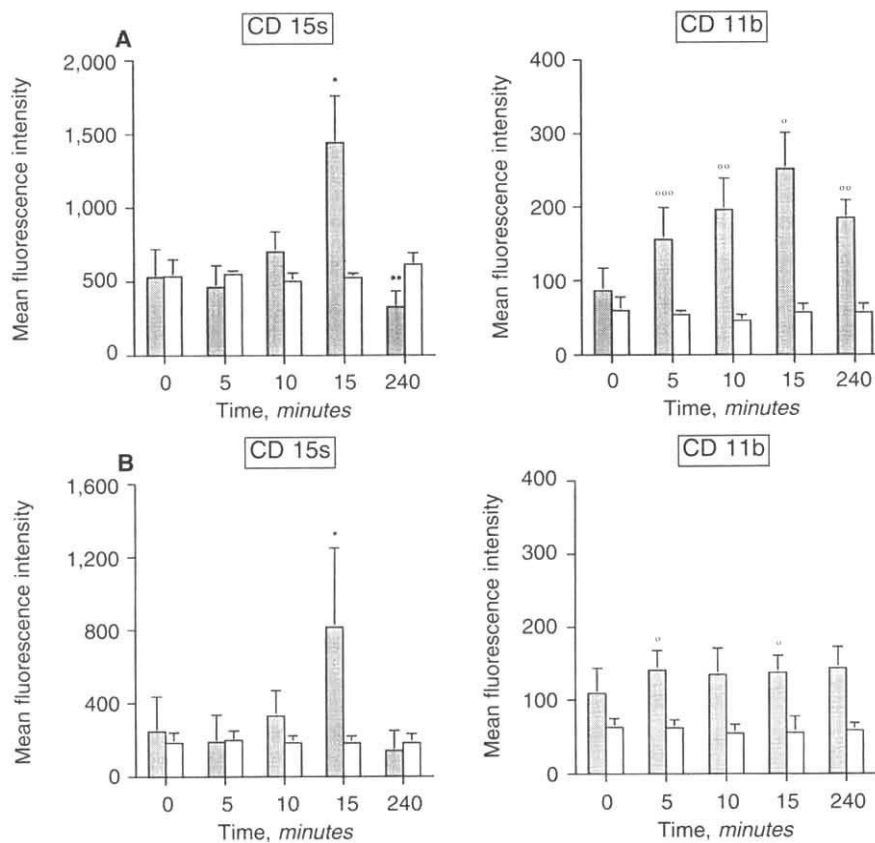 A
CD 15s
Mean fluorescence intensity
2,000
1,500
1,000
500
0
*
**
0 5 10 15 240
Time, minutes
CD 11b
Mean fluorescence intensity
400
300
200
100
0
°°°
°°
°
°°
0 5 10 15 240
Time, minutes
B
CD 15s
Mean fluorescence intensity
1,600
1,200
800
400
0
*
0 5 10 15 240
Time, minutes
CD 11b
Mean fluorescence intensity
400
300
200
100
0
°
°
0 5 10 15 240
Time, minutes